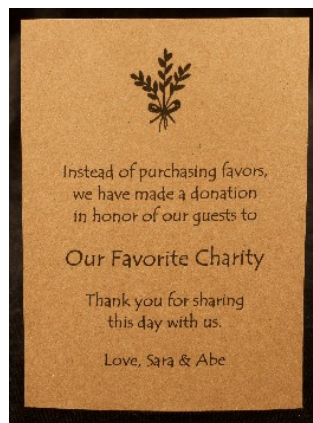 Instead of purchasing favors,
we have made a donation
in honor of our guests to
Our Favorite Charity
Thank you for sharing
this day with us.
Love, Sara & Abe